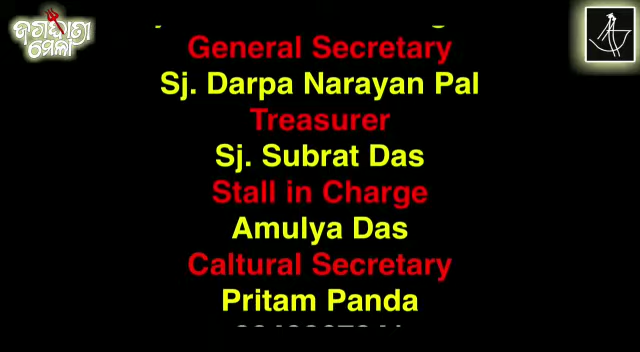 ଜଗଦ୍ଧାତ୍ରୀ
ମେଳା
General Secretary
Sj. Darpa Narayan Pal
Treasurer
Sj. Subrat Das
Stall in Charge
Amulya Das
Caltural Secretary
Pritam Panda